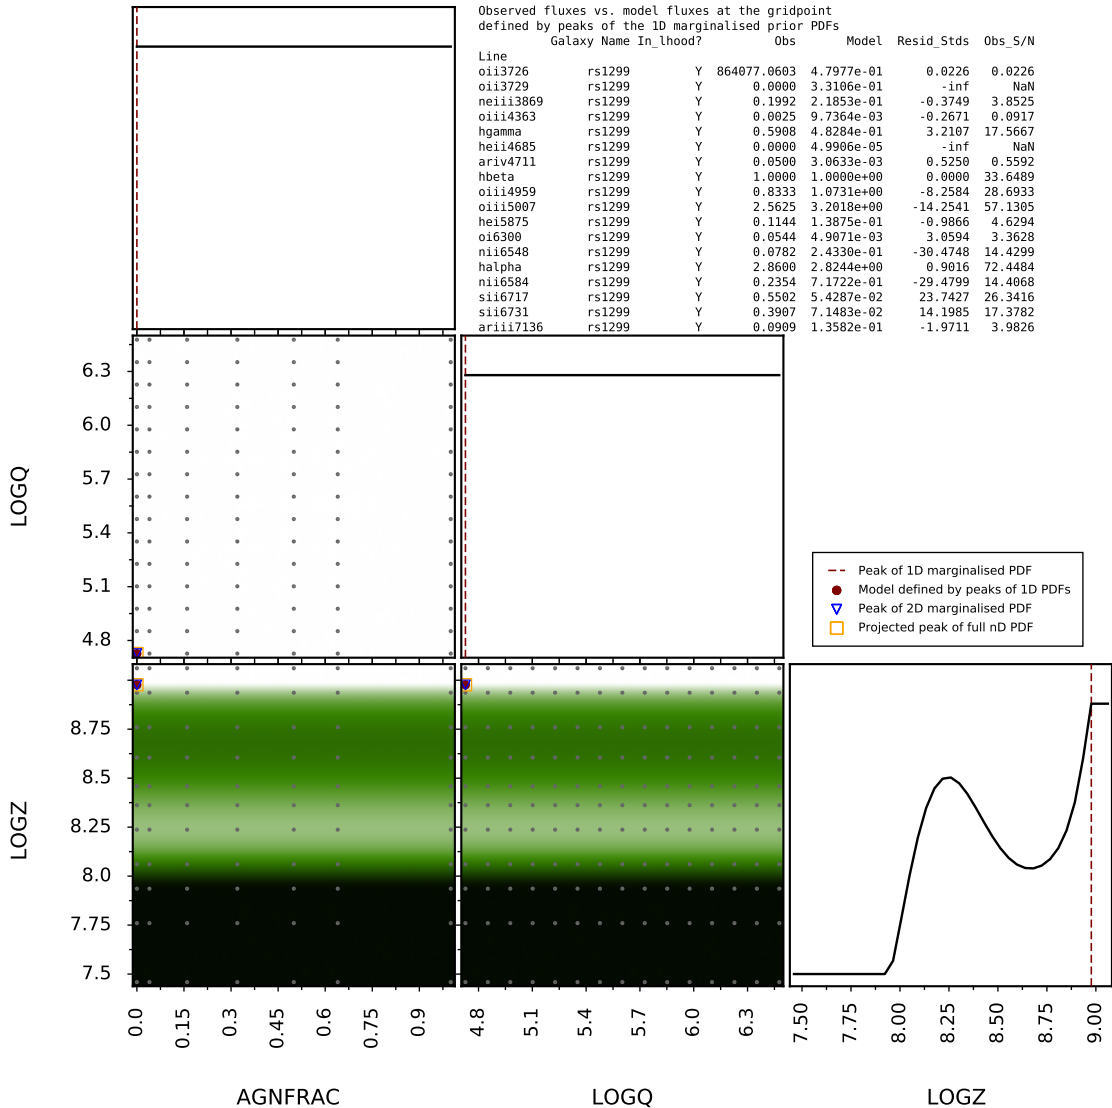 Observed fluxes vs. model fluxes at the gridpoint
defined by peaks of the 1D marginalised prior PDFs
Galaxy Name In_lhood? Obs Model Resid_Stds Obs_S/N
Line
oii3726 rs1299 Y 864077.0603 4.7977e-01 0.0226 0.0226
oii3729 rs1299 Y 0.0000 3.3106e-01 -inf NaN
neiii3869 rs1299 Y 0.1992 2.1853e-01 -0.3749 3.8525
oiii4363 rs1299 Y 0.0025 9.7364e-03 -0.2671 0.0917
hgamma rs1299 Y 0.5908 4.8284e-01 3.2107 17.5667
heii4685 rs1299 Y 0.0000 4.9906e-05 -inf NaN
ariv4711 rs1299 Y 0.0500 3.0633e-03 0.5250 0.5592
hbeta rs1299 Y 1.0000 1.0000e+00 0.0000 33.6489
oiii4959 rs1299 Y 0.8333 1.0731e+00 -8.2584 28.6933
oiii5007 rs1299 Y 2.5625 3.2018e+00 -14.2541 57.1305
hei5875 rs1299 Y 0.1144 1.3875e-01 -0.9866 4.6294
oi6300 rs1299 Y 0.0544 4.9071e-03 3.0594 3.3628
nii6548 rs1299 Y 0.0782 2.4330e-01 -30.4748 14.4299
halpha rs1299 Y 2.8600 2.8244e+00 0.9016 72.4484
nii6584 rs1299 Y 0.2354 7.1722e-01 -29.4799 14.4068
sii6717 rs1299 Y 0.5502 5.4287e-02 23.7427 26.3416
sii6731 rs1299 Y 0.3907 7.1483e-02 14.1985 17.3782
ariii7136 rs1299 Y 0.0909 1.3582e-01 -1.9711 3.9826
LOGQ
6.3
6.0
5.7
5.4
5.1
4.8
Peak of 1D marginalised PDF
Model defined by peaks of 1D PDFs
Peak of 2D marginalised PDF
Projected peak of full nD PDF
LOGZ
8.75
8.5
8.25
8.0
7.75
7.5
0.0 0.15 0.3 0.45 0.6 0.75 0.9
4.8 5.1 5.4 5.7 6.0 6.3
7.50 7.75 8.00 8.25 8.50 8.75 9.00
AGNFRAC LOGQ LOGZ